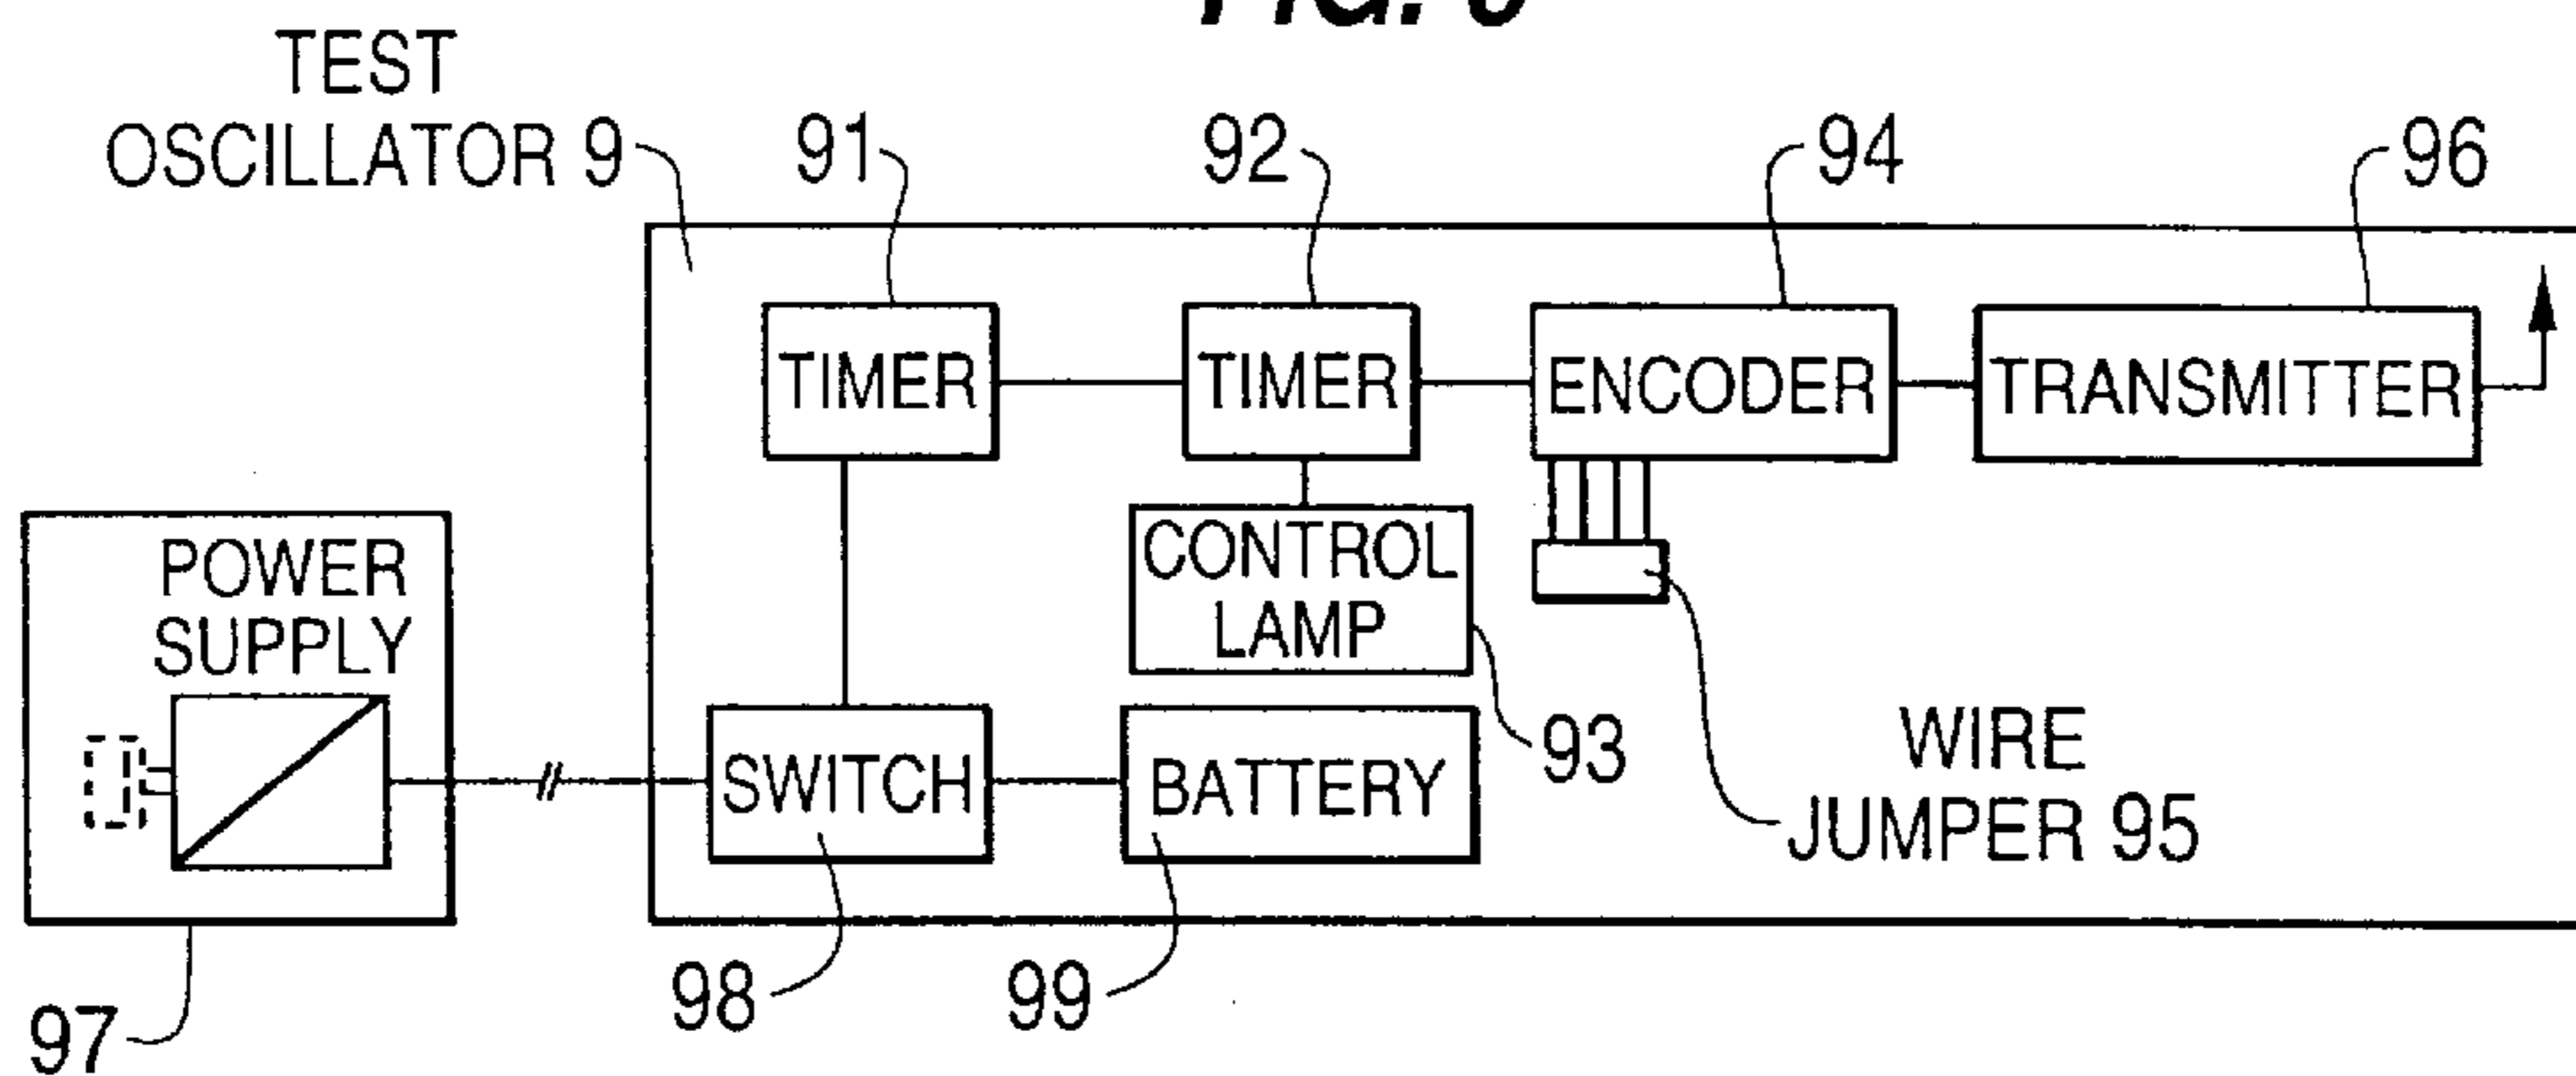 TEST
OSCILLATOR 9
91
92
94
96
TIMER
TIMER
ENCODER
TRANSMITTER
POWER
SUPPLY
CONTROL
LAMP
93
SWITCH
BATTERY
WIRE
JUMPER 95
97
98
99